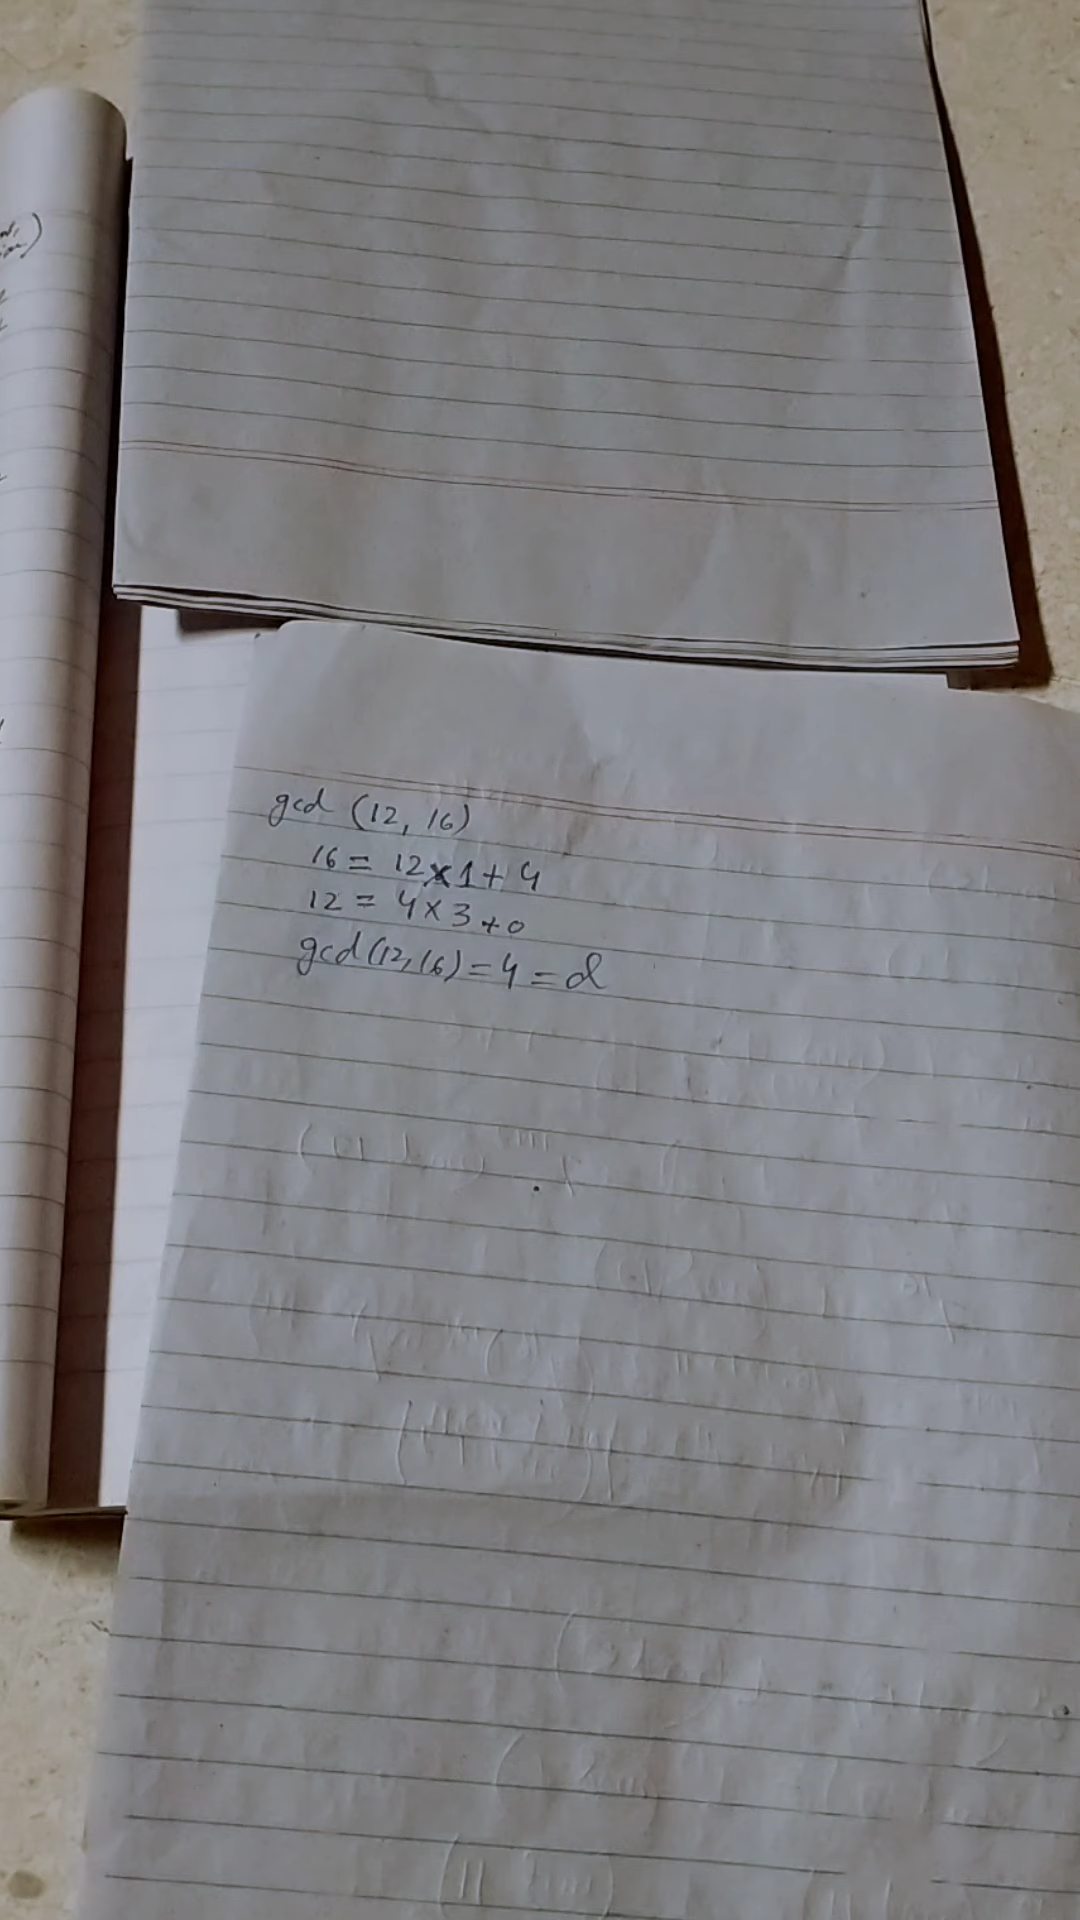 gcd (12, 16)
16 = 12×1+ 4
12 = 4×3+0
gcd(12,16)=4=d